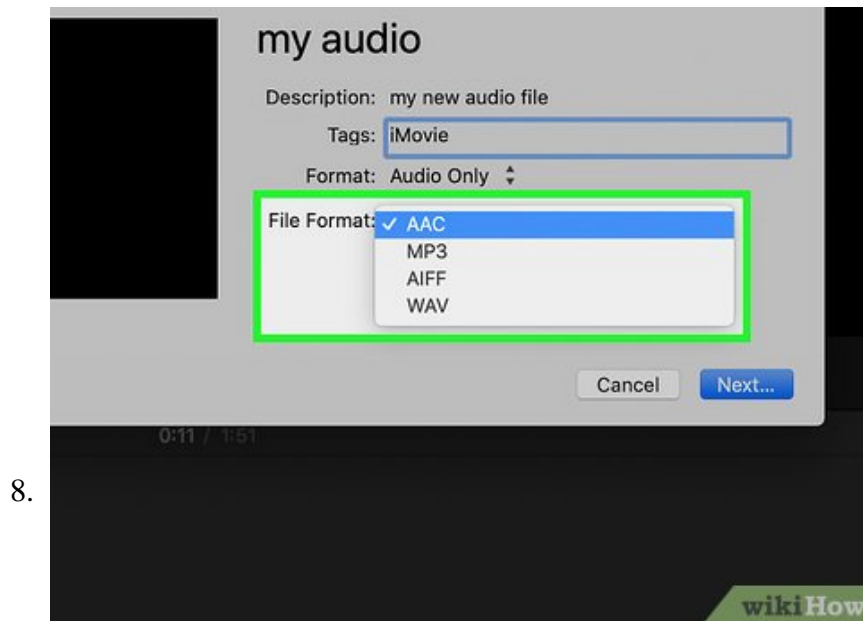 my audio
Description: my new audio file
Tags: iMovie
Format: Audio Only
File Format: ✓ AAC
MP3
AIFF
WAV
Cancel Next...
0:11 / 1:51
8.
wikiHow